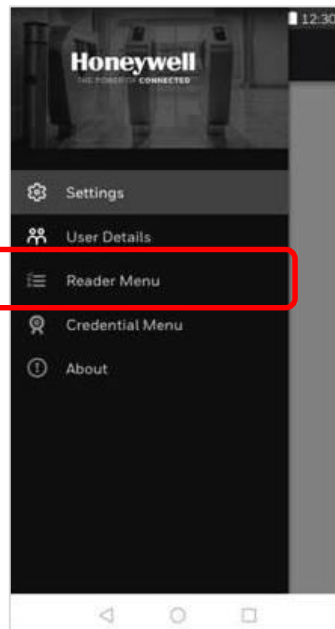 12:30
Honeywell
THE POWER OF CONNECTED
Settings
User Details
Reader Menu
Credential Menu
About